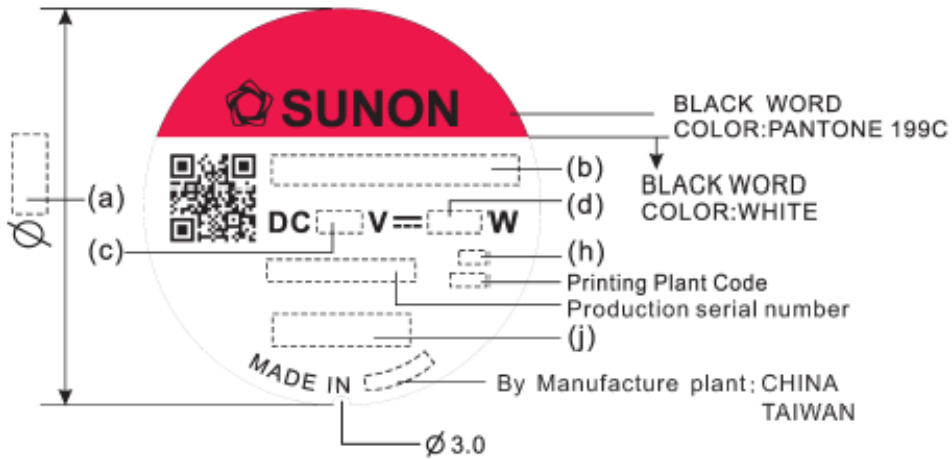 SUNON
BLACK WORD
COLOR:PANTONE 199C
(b)
BLACK WORD
COLOR:WHITE
(a)
Ø
(d)
DC V⎓ W
(c)
(h)
Printing Plant Code
Production serial number
(j)
MADE IN
By Manufacture plant: CHINA
TAIWAN
Ø 3.0